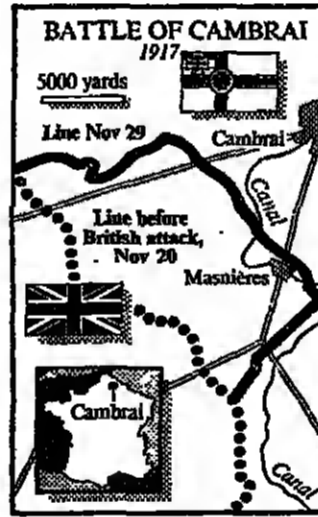 BATTLE OF CAMBRAI
1917
5000 yards
Line Nov 29
Cambrai
Canal
Line before
British attack,
Nov 20
Masnières
Cambrai
Canal